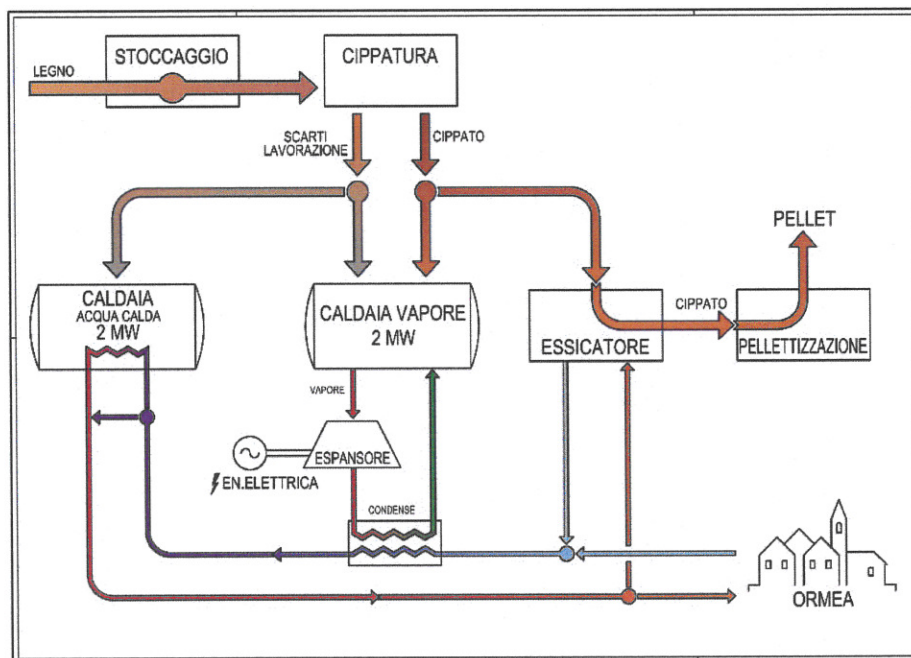 STOCCAGGIO
LEGNO
CIPPATURA
SCARTI
LAVORAZIONE
CIPPATO
PELLET
CALDAIA
ACQUA CALDA
2 MW
CALDAIA VAPORE
2 MW
CIPPATO
ESSICATORE
PELLETTIZZAZIONE
VAPORE
ESPANSORE
EN.ELETTRICA
CONDENSE
ORMEA